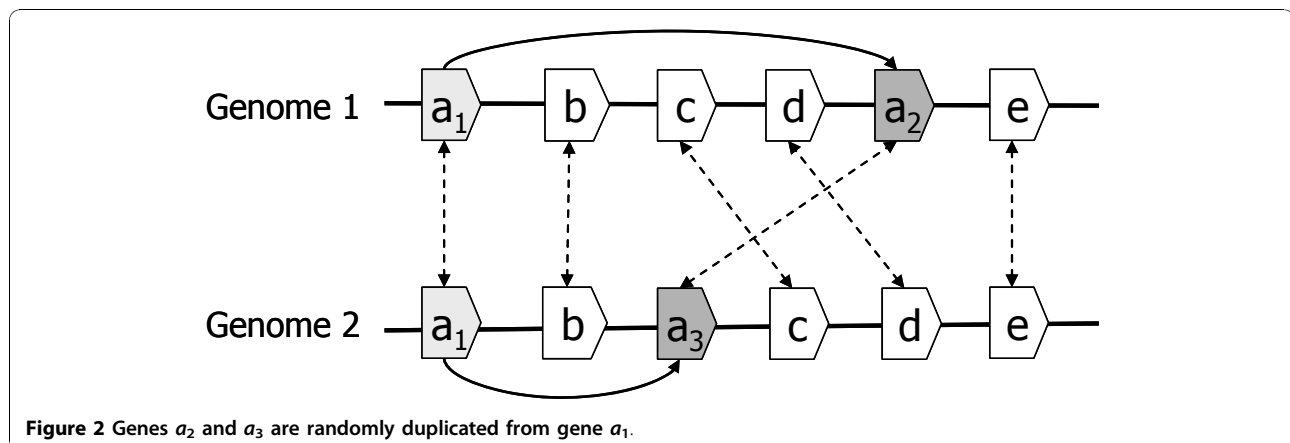 Genome 1 a₁ b c d a₂ e
Genome 2 a₁ b a₃ c d e
Figure 2 Genes a₂ and a₃ are randomly duplicated from gene a₁.